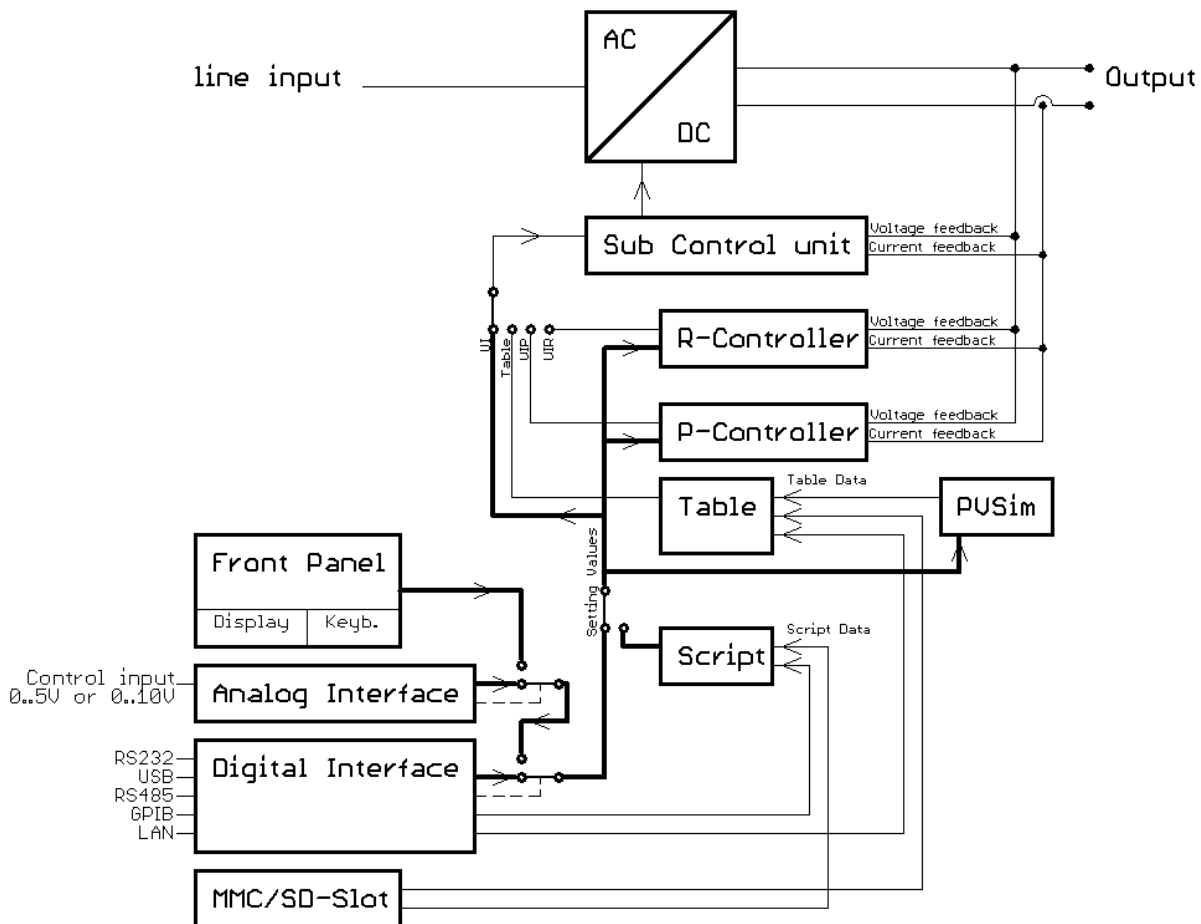 AC
DC
line input
Output
Sub Control unit
Voltage feedback
Current feedback
UI
Table
UIP
UIR
R-Controller
Voltage feedback
Current feedback
P-Controller
Voltage feedback
Current feedback
Table
Table Data
PVSim
Setting Values
Front Panel
Display
Keyb.
Script
Script Data
Control input
0..5V or 0..10V
Analog Interface
RS232
USB
RS485
GPIB
LAN
Digital Interface
MMC/SD-Slot